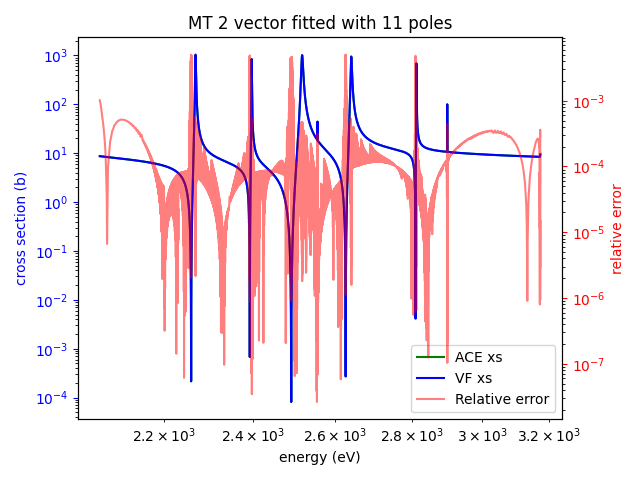 MT 2 vector fitted with 11 poles
10³
10²
10¹
10⁰
10⁻¹
10⁻²
10⁻³
10⁻⁴
cross section (b)
10⁻³
10⁻⁴
10⁻⁵
10⁻⁶
10⁻⁷
relative error
ACE xs
VF xs
Relative error
2.2 × 10³ 2.4 × 10³ 2.6 × 10³ 2.8 × 10³ 3 × 10³ 3.2 × 10³
energy (eV)